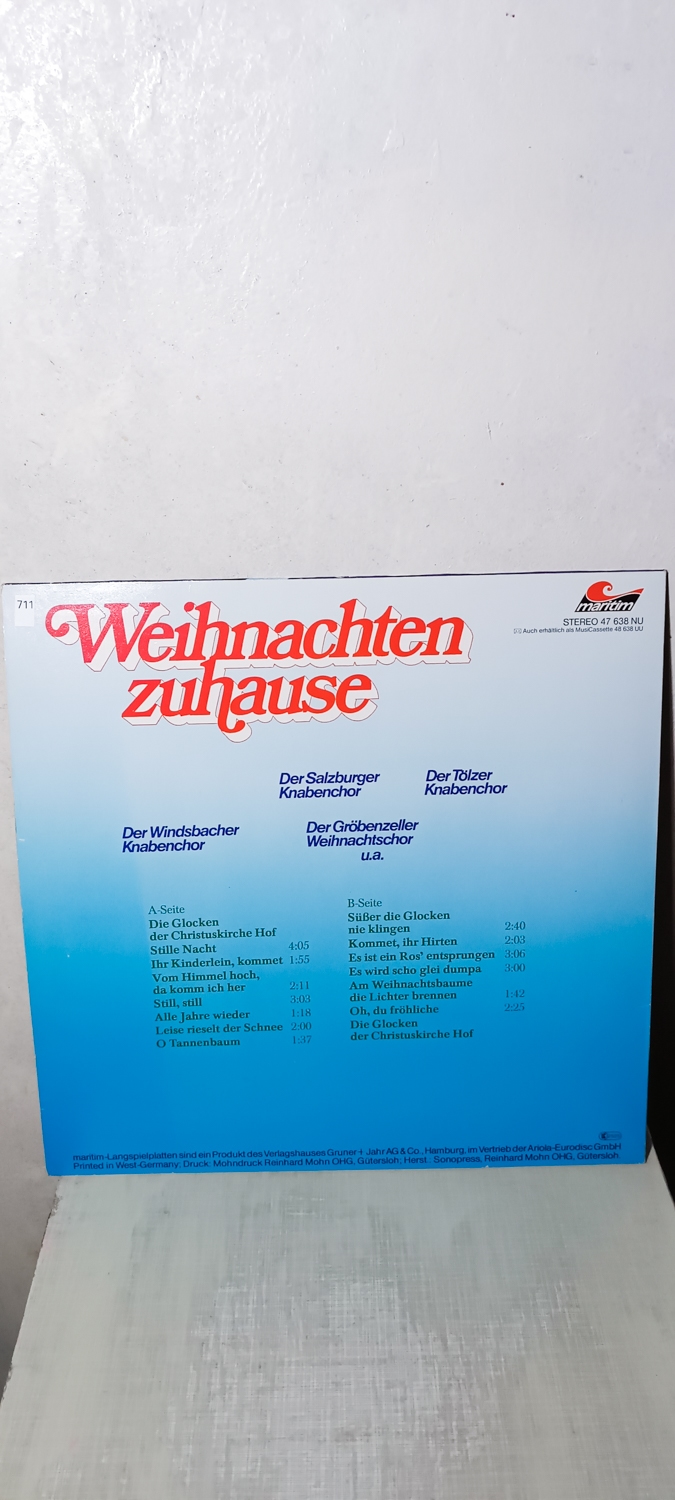 711
Weihnachten
zuhause
maritim
STEREO 47 638 NU
Auch erhältlich als MusiCassette 48 638 UU
Der Salzburger
Knabenchor
Der Tölzer
Knabenchor
Der Windsbacher
Knabenchor
Der Gröbenzeller
Weihnachtschor
u.a.
A-Seite
Die Glocken
der Christuskirche Hof
Stille Nacht 4:05
Ihr Kinderlein, kommet 1:55
Vom Himmel hoch,
da komm ich her 2:11
Still, still 3:03
Alle Jahre wieder 1:18
Leise rieselt der Schnee 2:00
O Tannenbaum 1:37
B-Seite
Süßer die Glocken
nie klingen 2:40
Kommet, ihr Hirten 2:03
Es ist ein Ros' entsprungen 3:06
Es wird scho glei dumpa 3:00
Am Weihnachtsbaume
die Lichter brennen 1:42
Oh, du fröhliche 2:25
Die Glocken
der Christuskirche Hof
maritim-Langspielplatten sind ein Produkt des Verlagshauses Gruner + Jahr AG & Co., Hamburg, im Vertrieb der Ariola-Eurodisc GmbH
Printed in West-Germany; Druck: Mohndruck Reinhard Mohn OHG, Gütersloh; Herst.: Sonopress, Reinhard Mohn OHG, Gütersloh